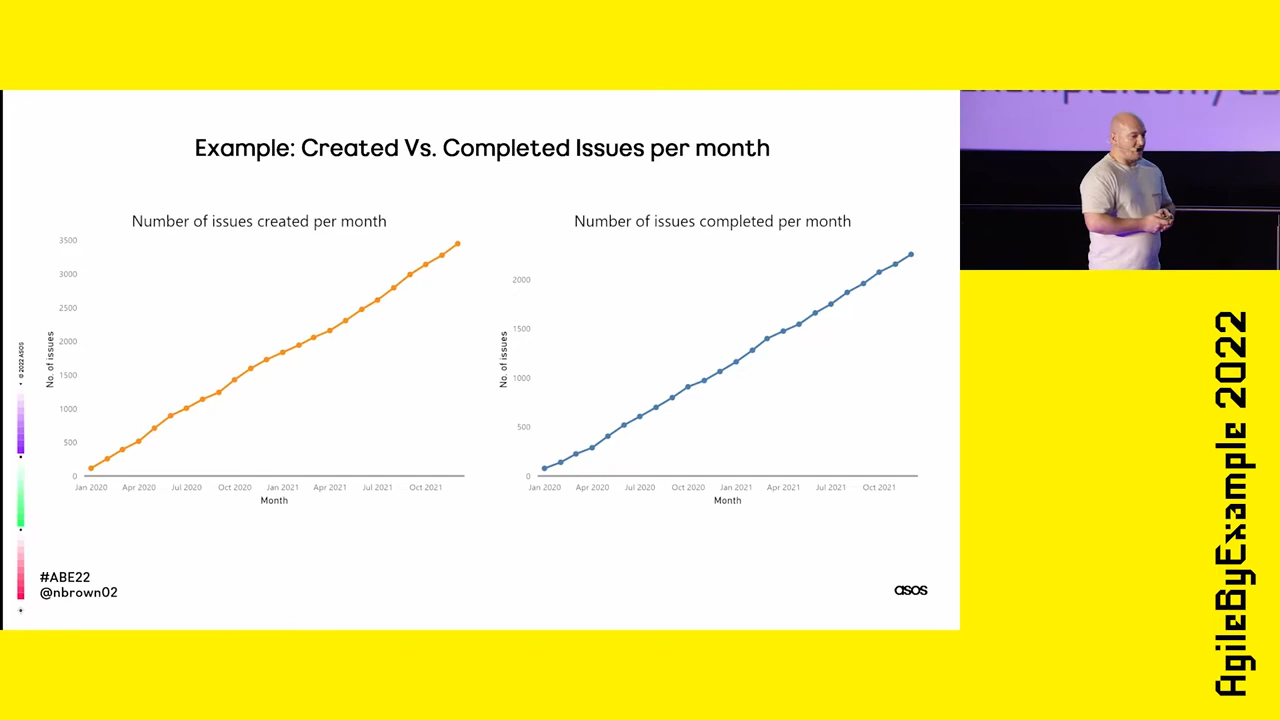 Example: Created Vs. Completed Issues per month
Number of issues created per month
3500
3000
2500
2000
1500
1000
500
0
No. of issues
Jan 2020 Apr 2020 Jul 2020 Oct 2020 Jan 2021 Apr 2021 Jul 2021 Oct 2021
Month
Number of issues completed per month
2000
1500
1000
500
0
No. of issues
Jan 2020 Apr 2020 Jul 2020 Oct 2020 Jan 2021 Apr 2021 Jul 2021 Oct 2021
Month
© 2022 ASOS
#ABE22
@nbrown02
asos
AgileByExample 2022